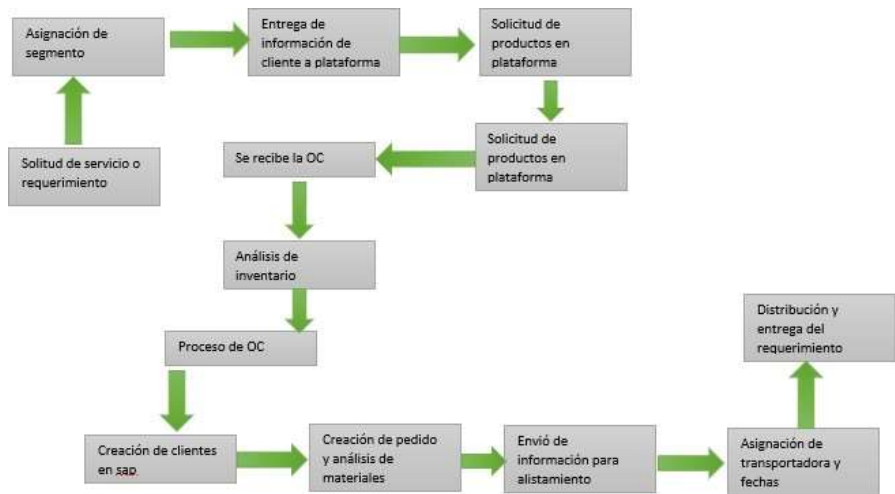 Asignación de
segmento
Entrega de
información de
cliente a plataforma
Solicitud de
productos en
plataforma
Solitud de servicio o
requerimiento
Se recibe la OC
Solicitud de
productos en
plataforma
Análisis de
inventario
Proceso de OC
Distribución y
entrega del
requerimiento
Creación de clientes
en sap
Creación de pedido
y análisis de
materiales
Envió de
información para
alistamiento
Asignación de
transportadora y
fechas